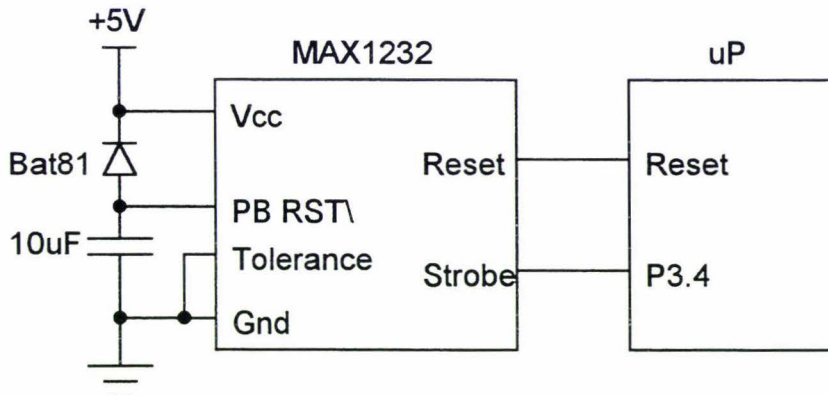 +5V
MAX1232
uP
Vcc
Bat81
Reset
Reset
PB RST\
10uF
Tolerance
Strobe
P3.4
Gnd